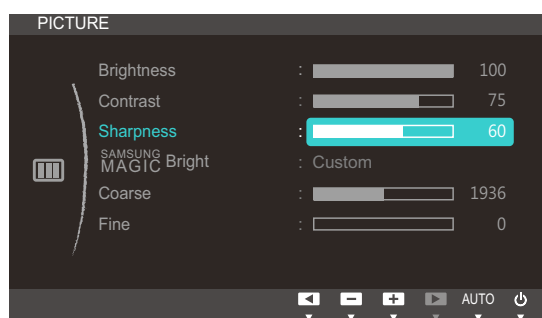 PICTURE
Brightness : 100
Contrast : 75
Sharpness : 60
SAMSUNG MAGIC Bright : Custom
Coarse : 1936
Fine : 0
AUTO